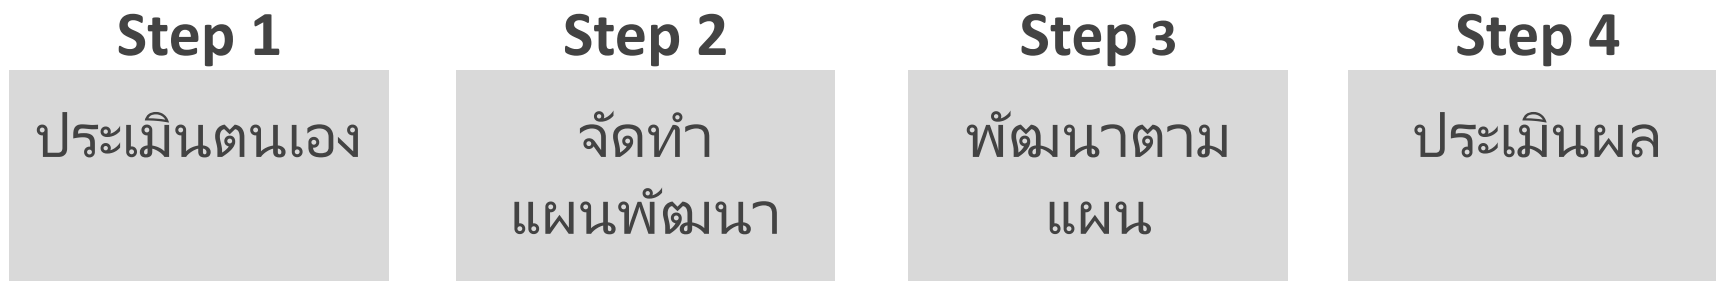 Step 1
ประเมินตนเอง
Step 2
จัดทำ
แผนพัฒนา
Step 3
พัฒนาตาม
แผน
Step 4
ประเมินผล